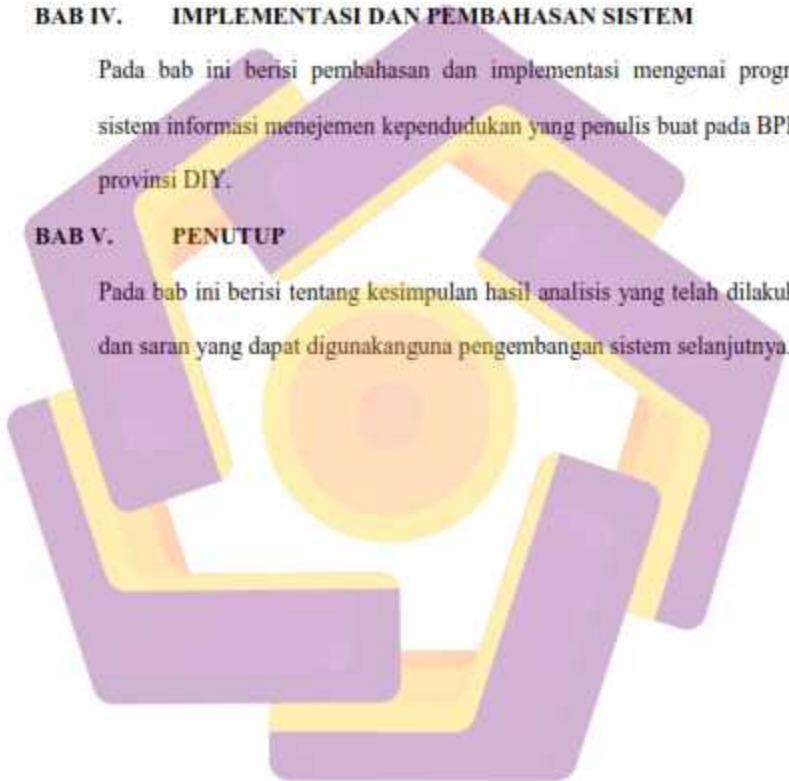 BAB IV. IMPLEMENTASI DAN PEMBAHASAN SISTEM
Pada bab ini berisi pembahasan dan implementasi mengenai progr
sistem informasi menejemen kependudukan yang penulis buat pada BP
provinsi DIY.
BAB V. PENUTUP
Pada bab ini berisi tentang kesimpulan hasil analisis yang telah dilaku
dan saran yang dapat digunakanguna pengembangan sistem selanjutnya.